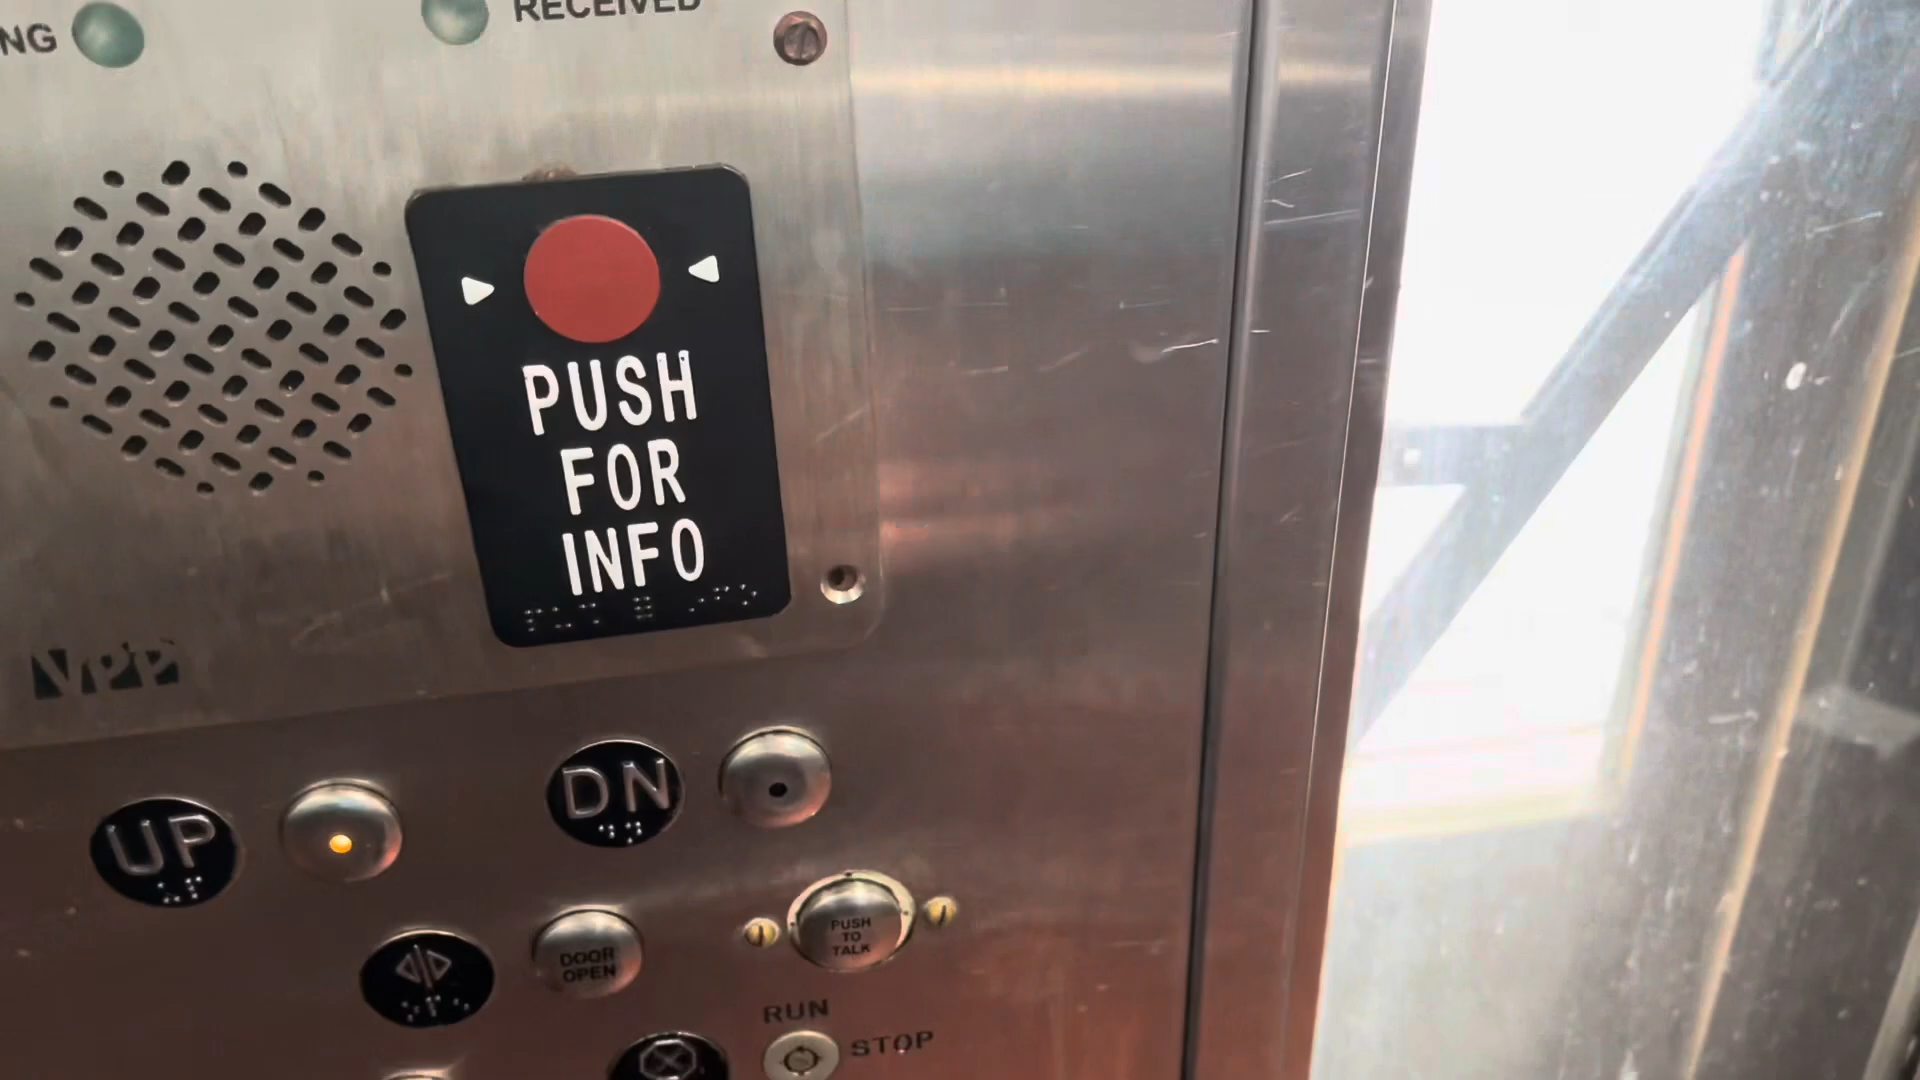 NG
RECEIVED
PUSH
FOR
INFO
VPP
UP
DN
DOOR
OPEN
PUSH
TO
TALK
RUN
STOP